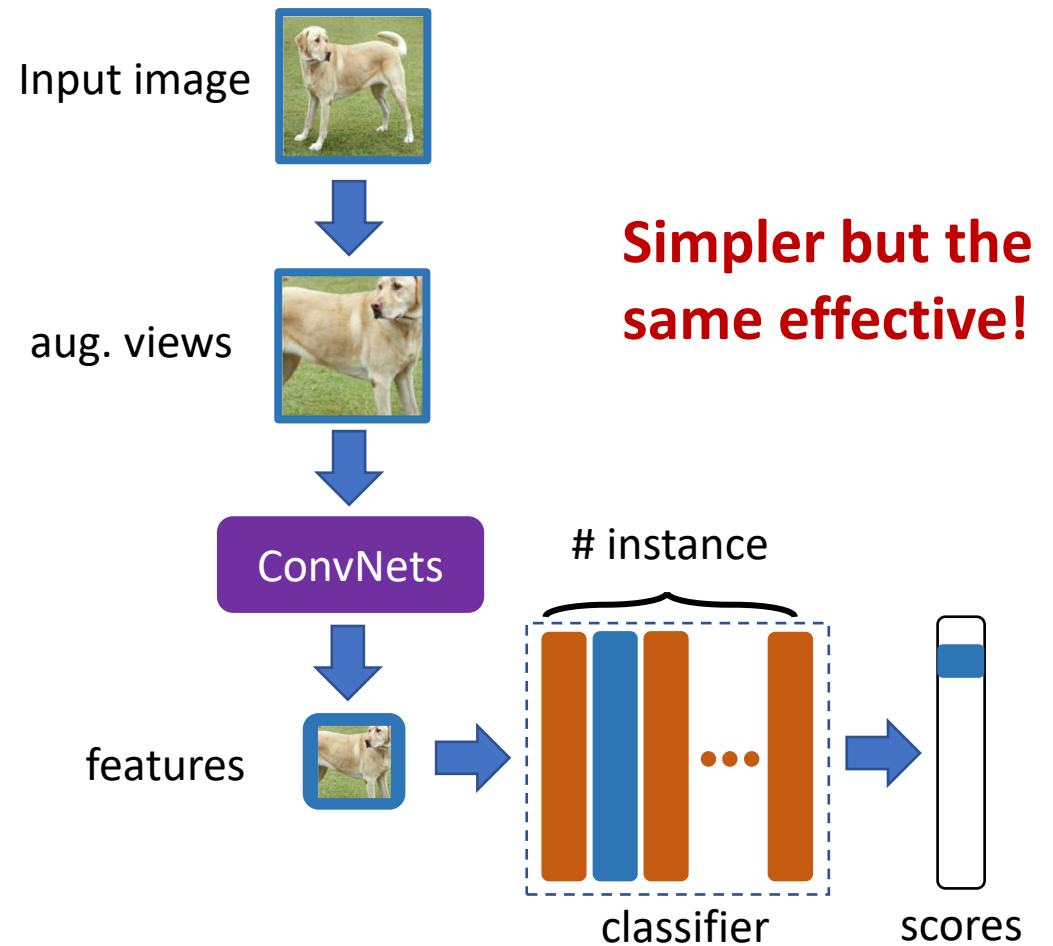 Input image
Simpler but the
same effective!
aug. views
ConvNets
# instance
features
classifier
scores